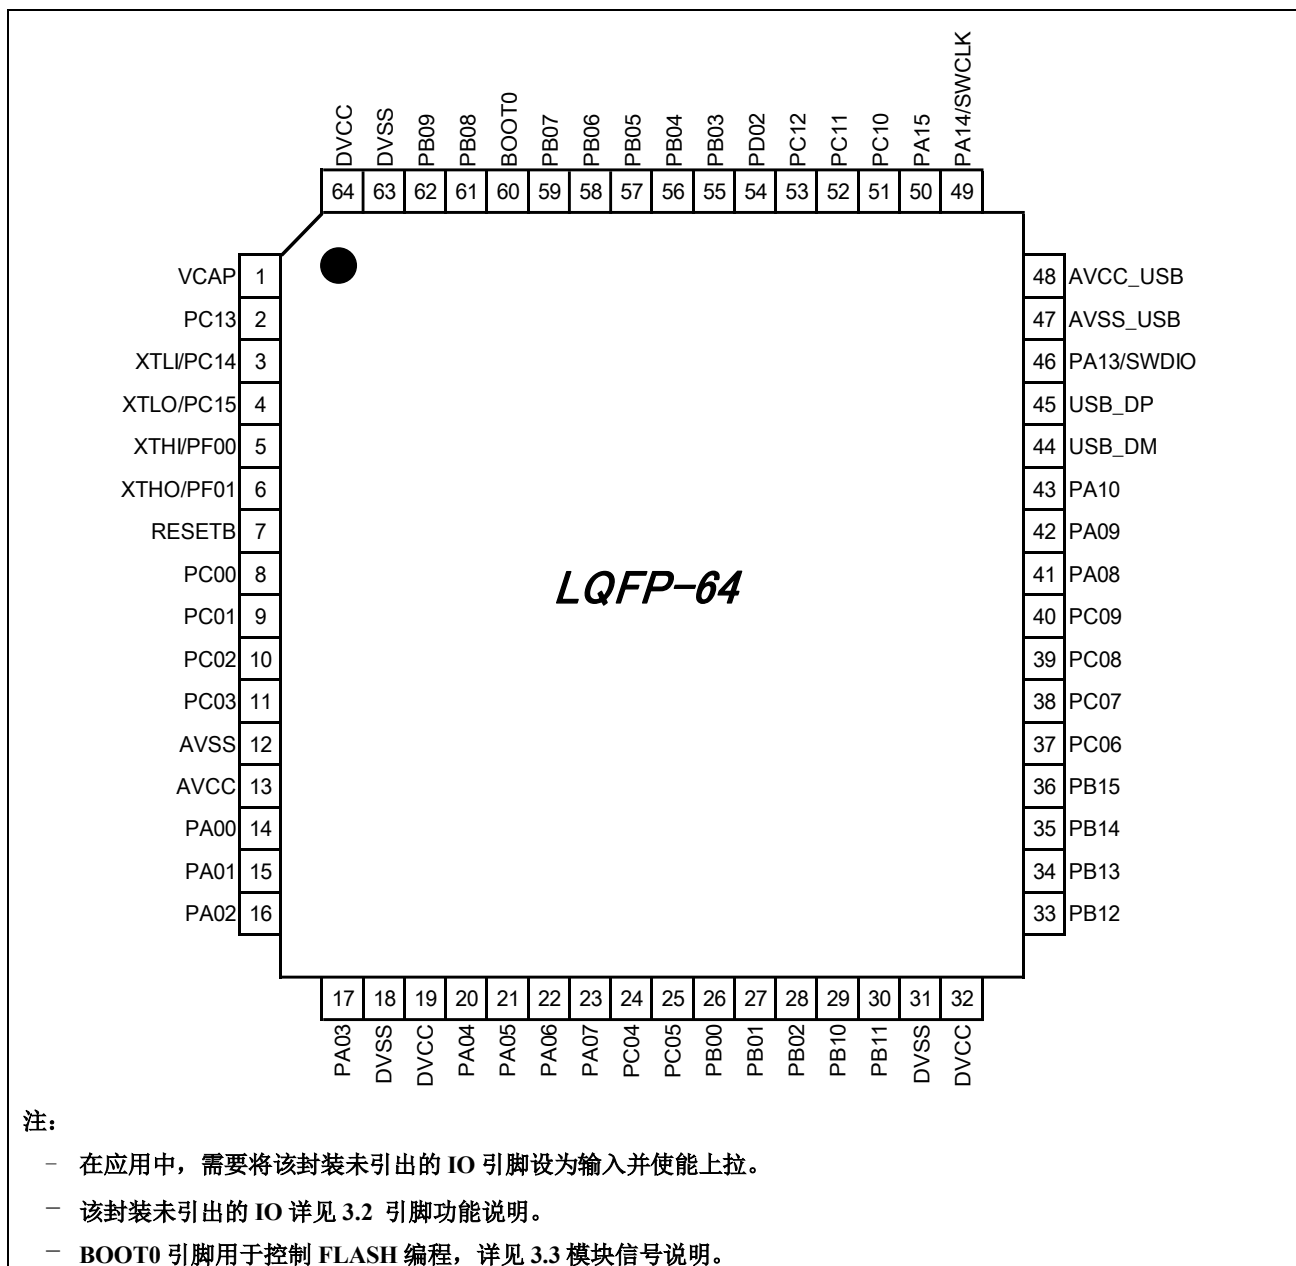 DVCC
DVSS
PB09
PB08
BOOT0
PB07
PB06
PB05
PB04
PB03
PD02
PC12
PC11
PC10
PA15
PA14/SWCLK
64 63 62 61 60 59 58 57 56 55 54 53 52 51 50 49
VCAP 1
PC13 2
XTLI/PC14 3
XTLO/PC15 4
XTHI/PF00 5
XTHO/PF01 6
RESETB 7
PC00 8
PC01 9
PC02 10
PC03 11
AVSS 12
AVCC 13
PA00 14
PA01 15
PA02 16
LQFP-64
48 AVCC_USB
47 AVSS_USB
46 PA13/SWDIO
45 USB_DP
44 USB_DM
43 PA10
42 PA09
41 PA08
40 PC09
39 PC08
38 PC07
37 PC06
36 PB15
35 PB14
34 PB13
33 PB12
17 18 19 20 21 22 23 24 25 26 27 28 29 30 31 32
PA03
DVSS
DVCC
PA04
PA05
PA06
PA07
PC04
PC05
PB00
PB01
PB02
PB10
PB11
DVSS
DVCC
注：
– 在应用中，需要将该封装未引出的 IO 引脚设为输入并使能上拉。
– 该封装未引出的 IO 详见 3.2 引脚功能说明。
– BOOT0 引脚用于控制 FLASH 编程，详见 3.3 模块信号说明。